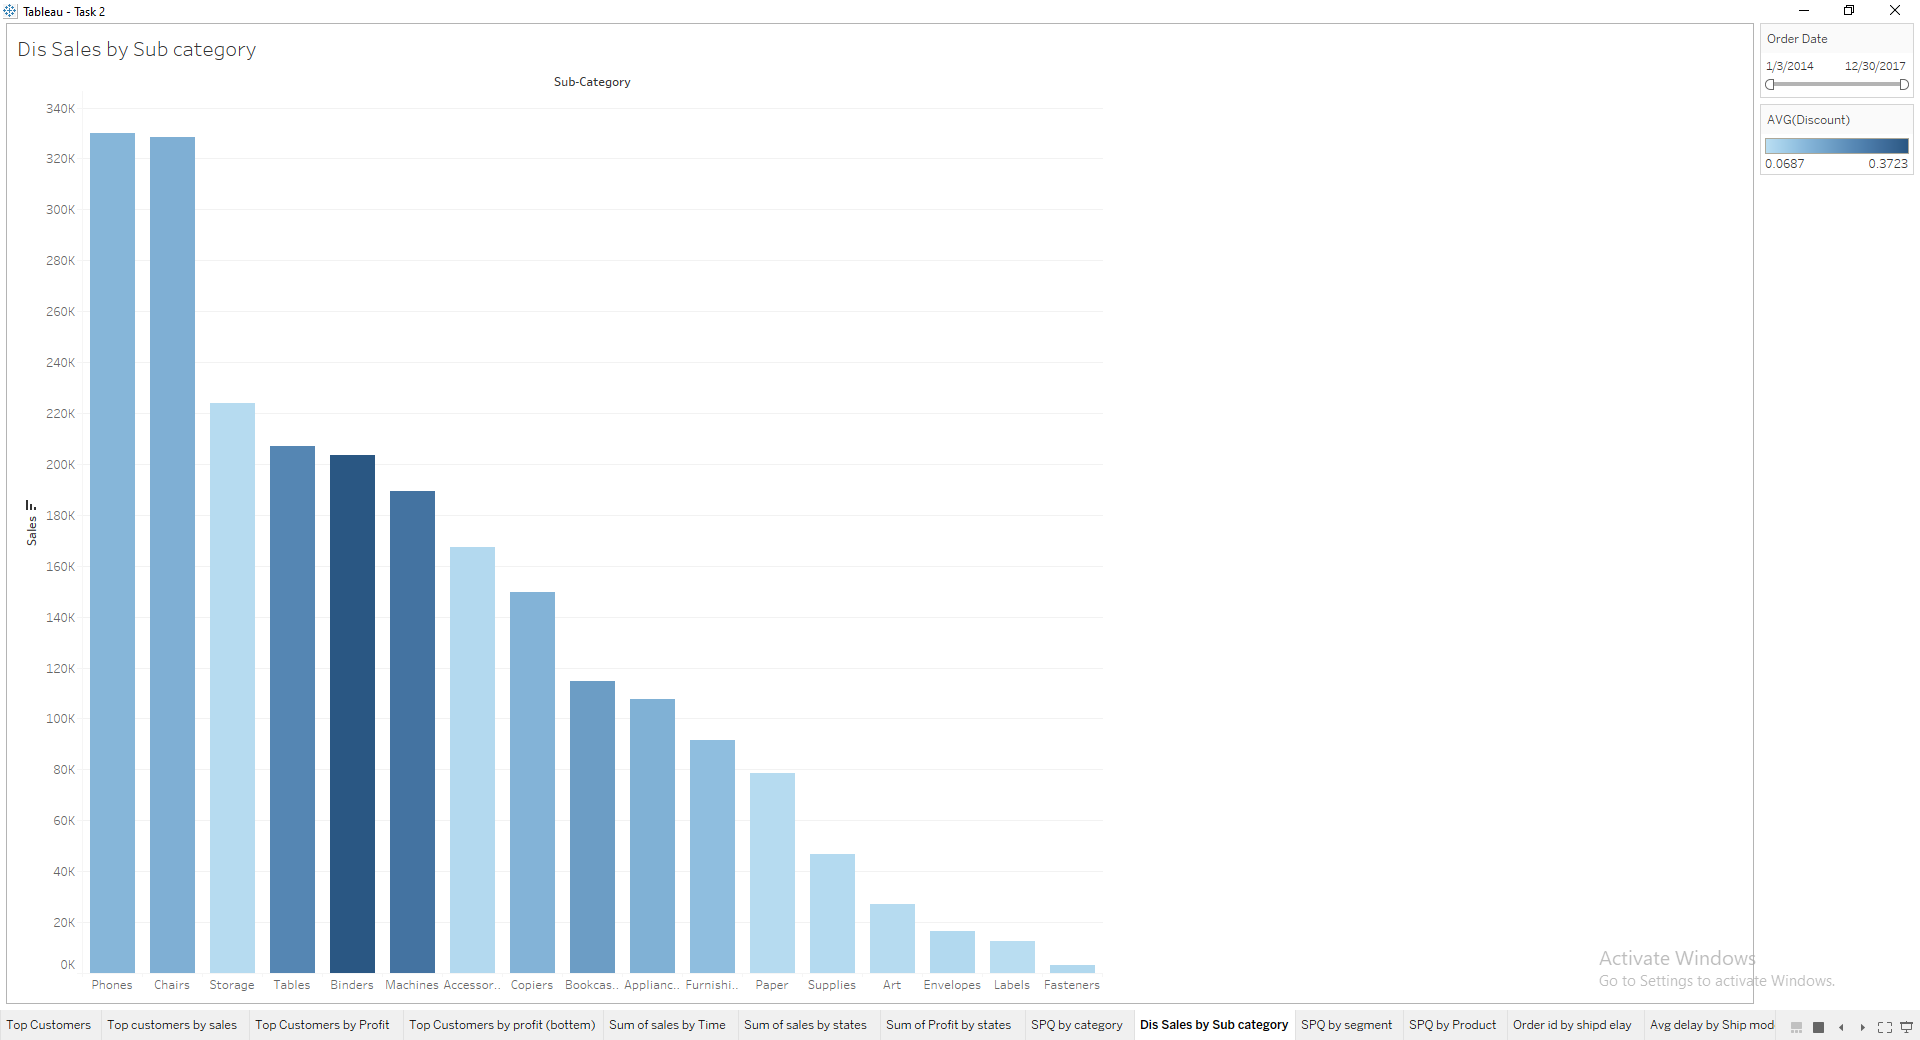 Tableau - Task 2
Dis Sales by Sub category
Sub-Category
340K
320K
300K
280K
260K
240K
220K
200K
180K
160K
140K
120K
100K
80K
60K
40K
20K
0K
Sales
Phones Chairs Storage Tables Binders Machines Accessor.. Copiers Bookcas.. Applianc.. Furnishi.. Paper Supplies Art Envelopes Labels Fasteners
Order Date
1/3/2014 12/30/2017
AVG(Discount)
0.0687 0.3723
Activate Windows
Go to Settings to activate Windows.
Top Customers Top customers by sales Top Customers by Profit Top Customers by profit (bottem) Sum of sales by Time Sum of sales by states Sum of Profit by states SPQ by category Dis Sales by Sub category SPQ by segment SPQ by Product Order id by shipd elay Avg delay by Ship mod